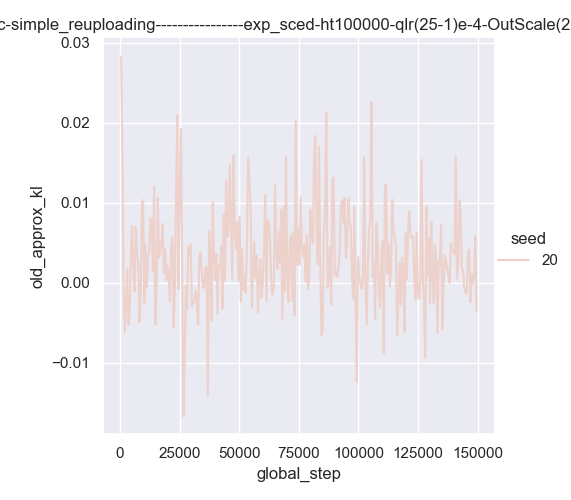 c-simple_reuploading------------------exp_sced-ht100000-qlr(25-1)e-4-OutScale(2
0.03
0.02
0.01
0.00
−0.01
old_approx_kl
0 25000 50000 75000 100000 125000 150000
global_step
seed
20